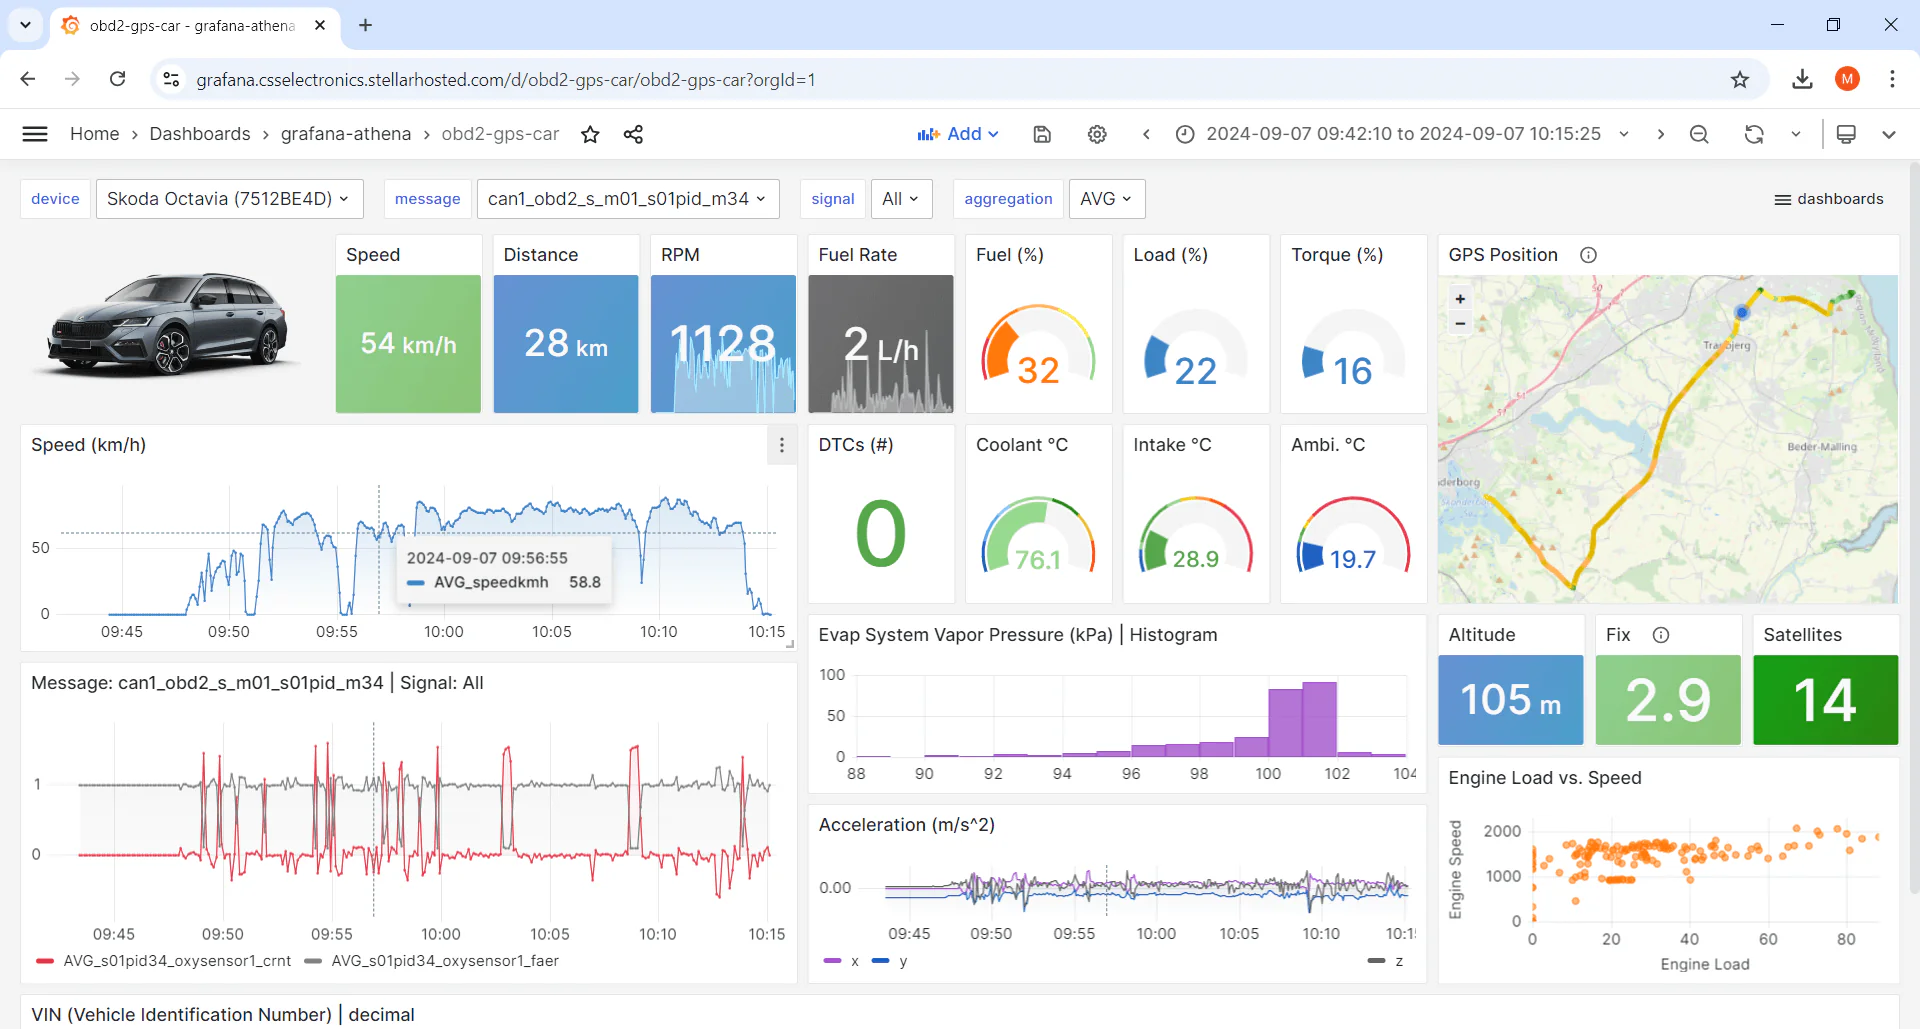 obd2-gps-car - grafana-athena
grafana.csselectronics.stellarhosted.com/d/obd2-gps-car/obd2-gps-car?orgId=1
M
Home › Dashboards › grafana-athena › obd2-gps-car
Add
2024-09-07 09:42:10 to 2024-09-07 10:15:25
device Skoda Octavia (7512BE4D)
message can1_obd2_s_m01_s01pid_m34
signal All
aggregation AVG
dashboards
Speed
54 km/h
Distance
28 km
RPM
1128
Fuel Rate
2 L/h
Fuel (%)
32
Load (%)
22
Torque (%)
16
GPS Position
+
−
50
Tranbjerg
Beder-Malling
derborg
Speed (km/h)
50
0
09:45 09:50 09:55 10:00 10:05 10:10 10:15
2024-09-07 09:56:55
AVG_speedkmh 58.8
DTCs (#)
0
Coolant °C
76.1
Intake °C
28.9
Ambi. °C
19.7
Message: can1_obd2_s_m01_s01pid_m34 | Signal: All
1
0
09:45 09:50 09:55 10:00 10:05 10:10 10:15
AVG_s01pid34_oxysensor1_crnt AVG_s01pid34_oxysensor1_faer
Evap System Vapor Pressure (kPa) | Histogram
100
50
0
88 90 92 94 96 98 100 102 104
Acceleration (m/s^2)
0.00
09:45 09:50 09:55 10:00 10:05 10:10 10:1
x y z
Altitude
105 m
Fix
2.9
Satellites
14
Engine Load vs. Speed
Engine Speed
2000
1000
0
0 20 40 60 80
Engine Load
VIN (Vehicle Identification Number) | decimal